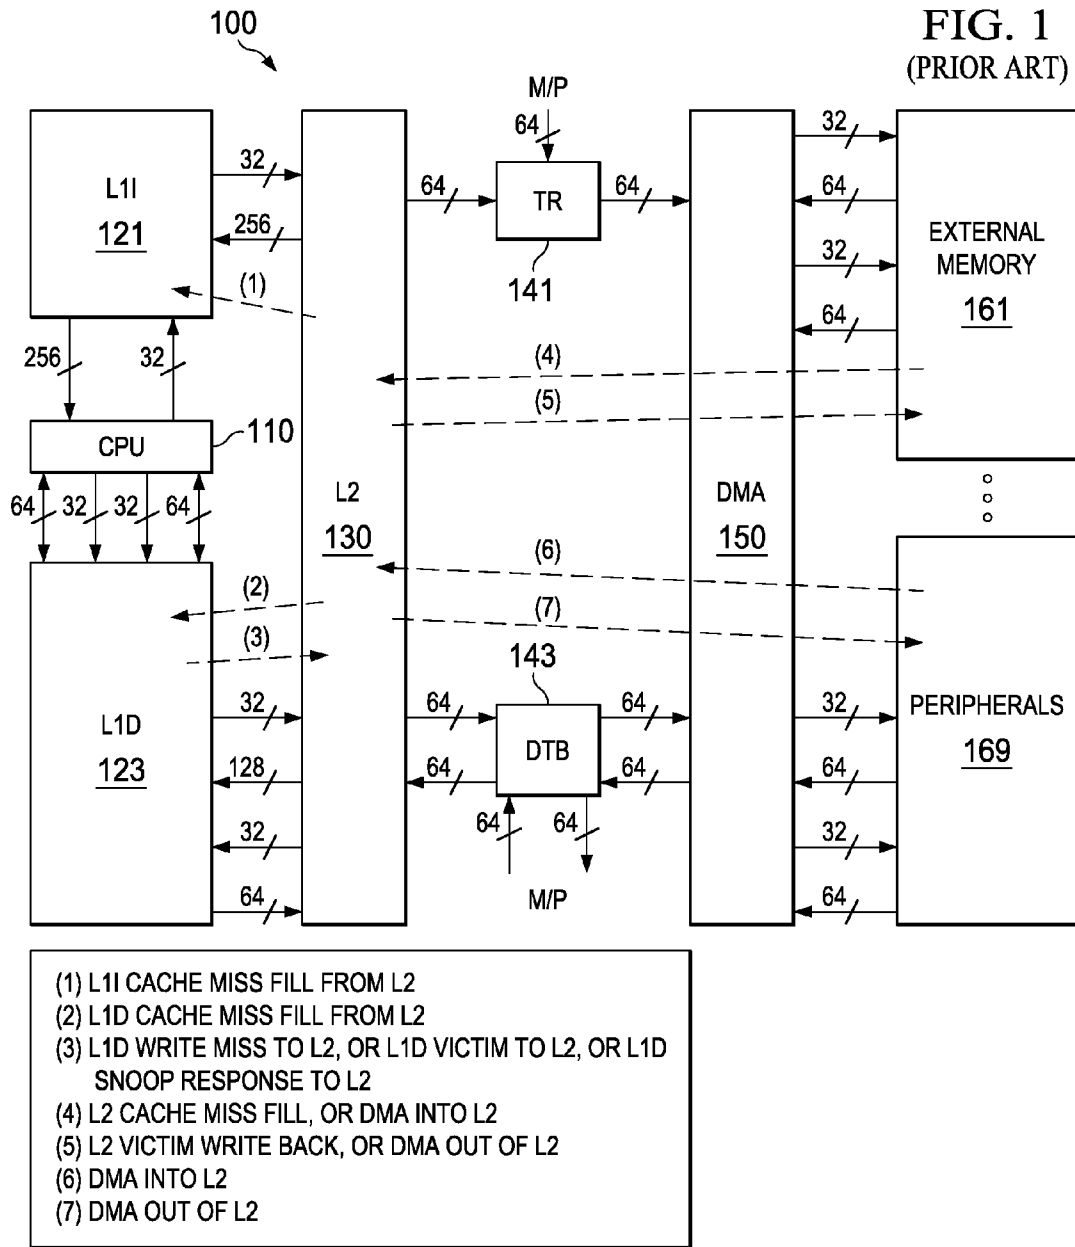 100
FIG. 1
(PRIOR ART)
M/P
64
L1I
121
32
256
(1)
64
TR
64
141
32
64
32
64
EXTERNAL
MEMORY
161
256
32
(4)
(5)
CPU
110
64
32
32
64
L2
130
DMA
150
(6)
(2)
(7)
(3)
143
L1D
123
32
128
32
64
64
64
DTB
64
64
64
64
M/P
32
64
32
64
PERIPHERALS
169
(1) L1I CACHE MISS FILL FROM L2
(2) L1D CACHE MISS FILL FROM L2
(3) L1D WRITE MISS TO L2, OR L1D VICTIM TO L2, OR L1D
SNOOP RESPONSE TO L2
(4) L2 CACHE MISS FILL, OR DMA INTO L2
(5) L2 VICTIM WRITE BACK, OR DMA OUT OF L2
(6) DMA INTO L2
(7) DMA OUT OF L2